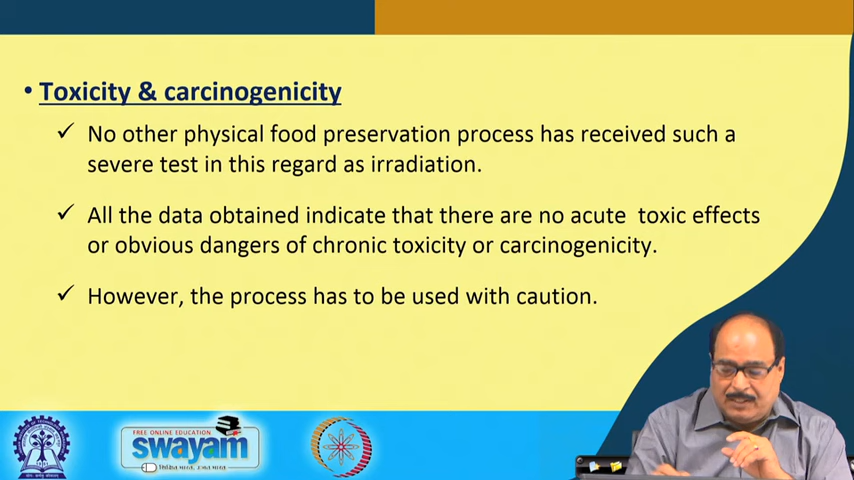 • Toxicity & carcinogenicity
✓ No other physical food preservation process has received such a
severe test in this regard as irradiation.
✓ All the data obtained indicate that there are no acute toxic effects
or obvious dangers of chronic toxicity or carcinogenicity.
✓ However, the process has to be used with caution.
FREE ONLINE EDUCATION
swayam